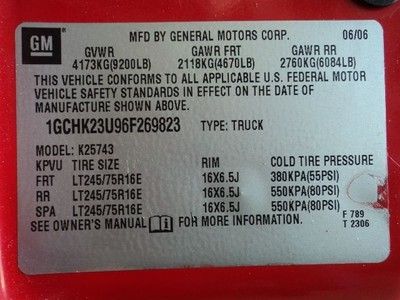 GM MFD BY GENERAL MOTORS CORP. 06/06
GVWR GAWR FRT GAWR RR
4173KG(9200LB) 2118KG(4670LB) 2760KG(6084LB)
THIS VEHICLE CONFORMS TO ALL APPLICABLE U.S. FEDERAL MOTOR
VEHICLE SAFETY STANDARDS IN EFFECT ON THE DATE OF
MANUFACTURE SHOWN ABOVE.
1GCHK23U96F269823 TYPE: TRUCK
MODEL: K25743
KPVU TIRE SIZE RIM COLD TIRE PRESSURE
FRT LT245/75R16E 16X6.5J 380KPA(55PSI)
RR LT245/75R16E 16X6.5J 550KPA(80PSI)
SPA LT245/75R16E 16X6.5J 550KPA(80PSI)
SEE OWNER'S MANUAL i FOR MORE INFORMATION. F 789
T 2306